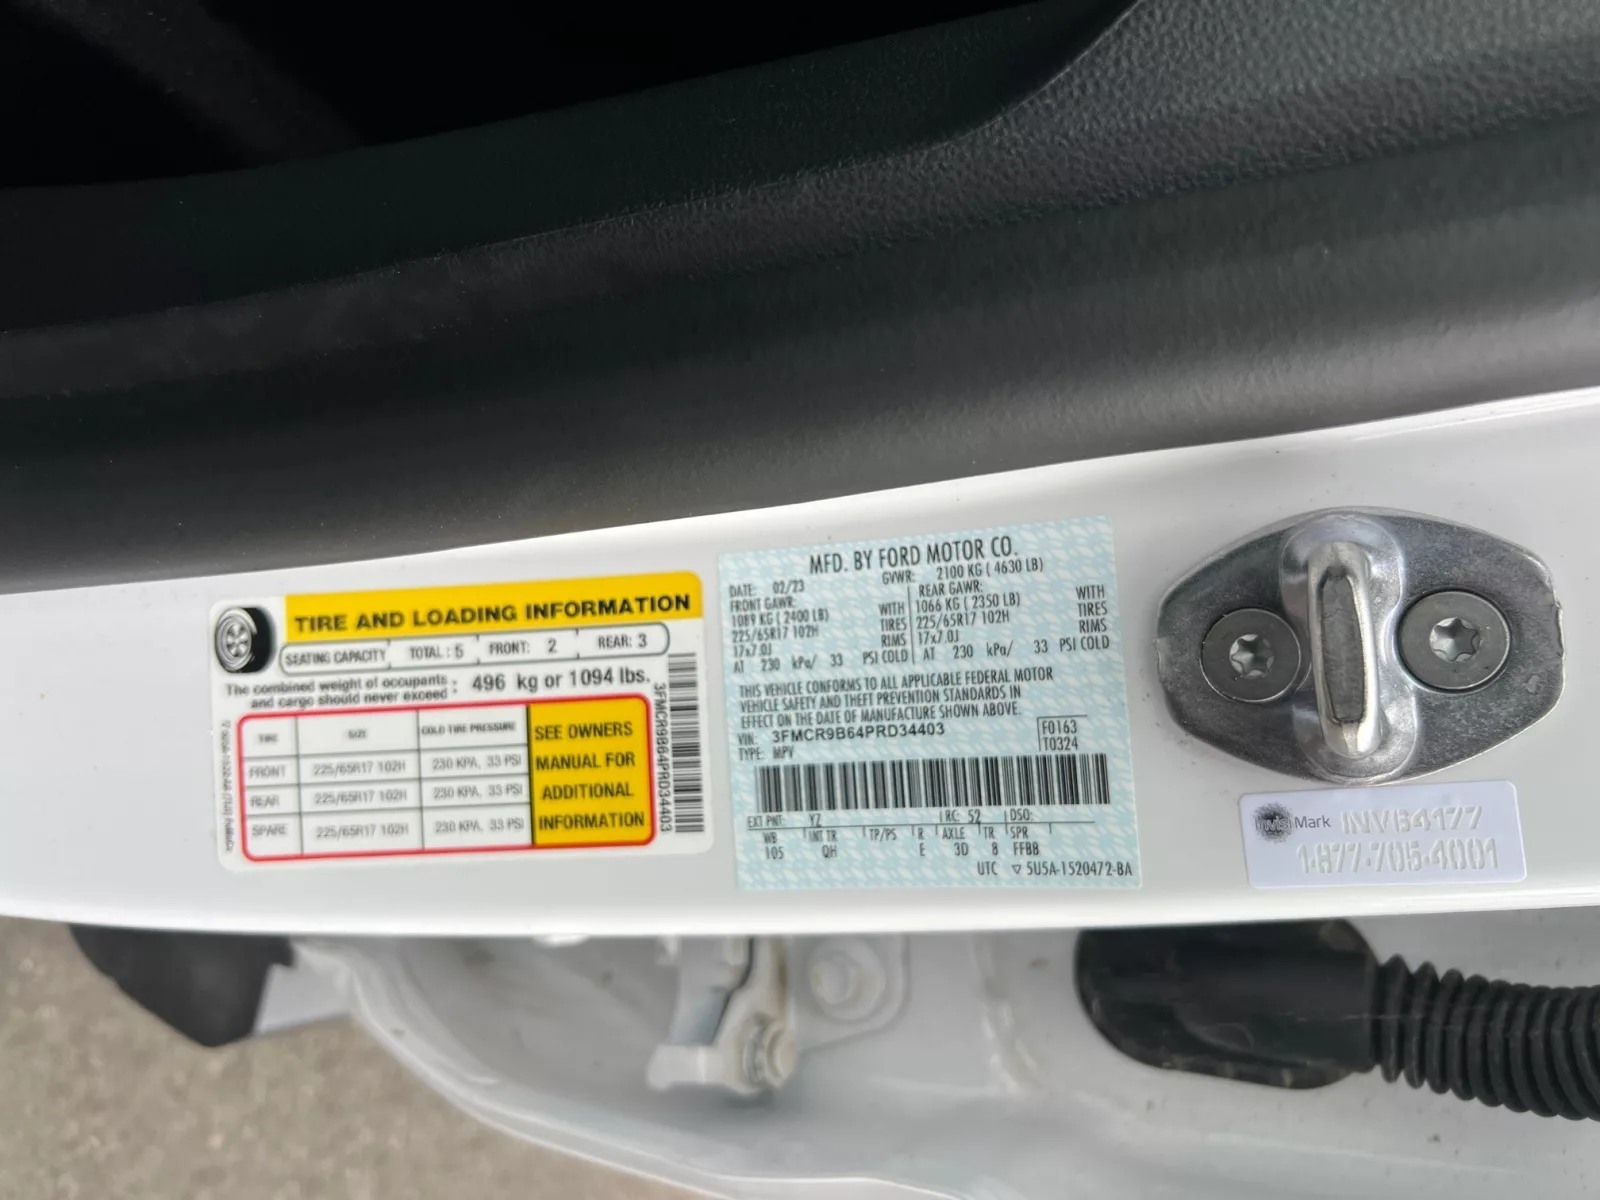 TIRE AND LOADING INFORMATION
SEATING CAPACITY TOTAL: 5 FRONT: 2 REAR: 3
The combined weight of occupants and cargo should never exceed: 496 kg or 1094 lbs.
TIRE SIZE COLD TIRE PRESSURE
FRONT 225/65R17 102H 230 KPA, 33 PSI
REAR 225/65R17 102H 230 KPA, 33 PSI
SPARE 225/65R17 102H 230 KPA, 33 PSI
SEE OWNERS
MANUAL FOR
ADDITIONAL
INFORMATION
3FMCR9B64PRD34403
MFD. BY FORD MOTOR CO.
DATE: 02/23 GVWR: 2100 KG ( 4630 LB)
FRONT GAWR: REAR GAWR:
1089 KG ( 2400 LB) WITH 1066 KG ( 2350 LB) WITH
225/65R17 102H TIRES 225/65R17 102H TIRES
17x7.0J RIMS 17x7.0J RIMS
AT 230 kPa/ 33 PSI COLD AT 230 kPa/ 33 PSI COLD
THIS VEHICLE CONFORMS TO ALL APPLICABLE FEDERAL MOTOR
VEHICLE SAFETY AND THEFT PREVENTION STANDARDS IN
EFFECT ON THE DATE OF MANUFACTURE SHOWN ABOVE.
VIN: 3FMCR9B64PRD34403 F0163
TYPE: MPV T0324
EXT PNT: YZ RC: 52 DSO:
WB INT TR TP/PS R AXLE TR SPR
105 QH E 3D 8 FFBB
UTC ▽ 5U5A-1520472-BA
Mark INV64177
1-877-705-4001